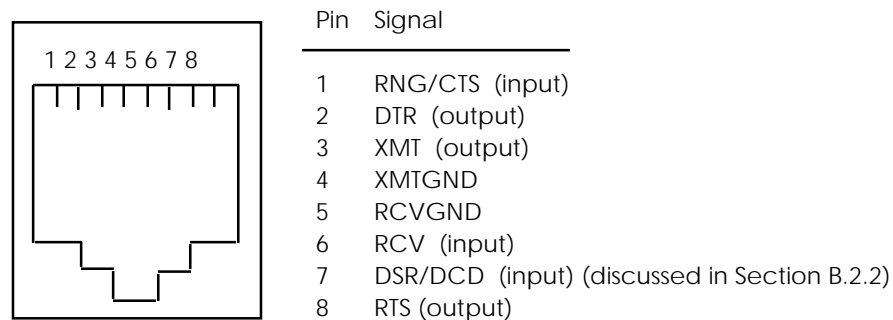 Pin Signal
1 2 3 4 5 6 7 8
1 RNG/CTS (input)
2 DTR (output)
3 XMT (output)
4 XMTGND
5 RCVGND
6 RCV (input)
7 DSR/DCD (input) (discussed in Section B.2.2)
8 RTS (output)